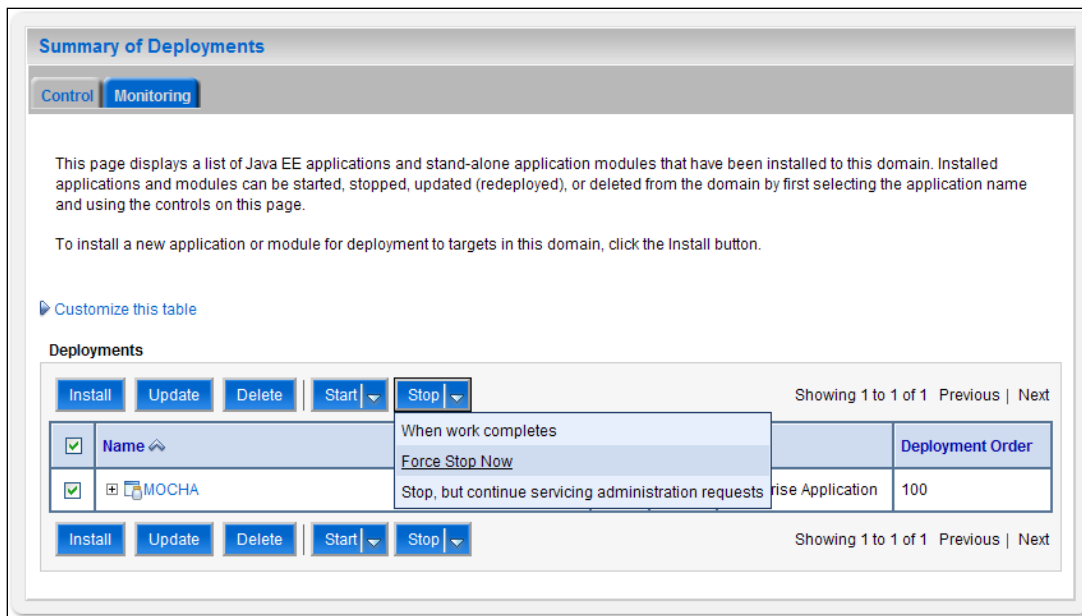 Summary of Deployments
Control Monitoring
This page displays a list of Java EE applications and stand-alone application modules that have been installed to this domain. Installed
applications and modules can be started, stopped, updated (redeployed), or deleted from the domain by first selecting the application name
and using the controls on this page.
To install a new application or module for deployment to targets in this domain, click the Install button.
Customize this table
Deployments
Install Update Delete Start Stop Showing 1 to 1 of 1 Previous | Next
When work completes
Name Deployment Order
Force Stop Now
MOCHA rise Application 100
Stop, but continue servicing administration requests
Install Update Delete Start Stop Showing 1 to 1 of 1 Previous | Next